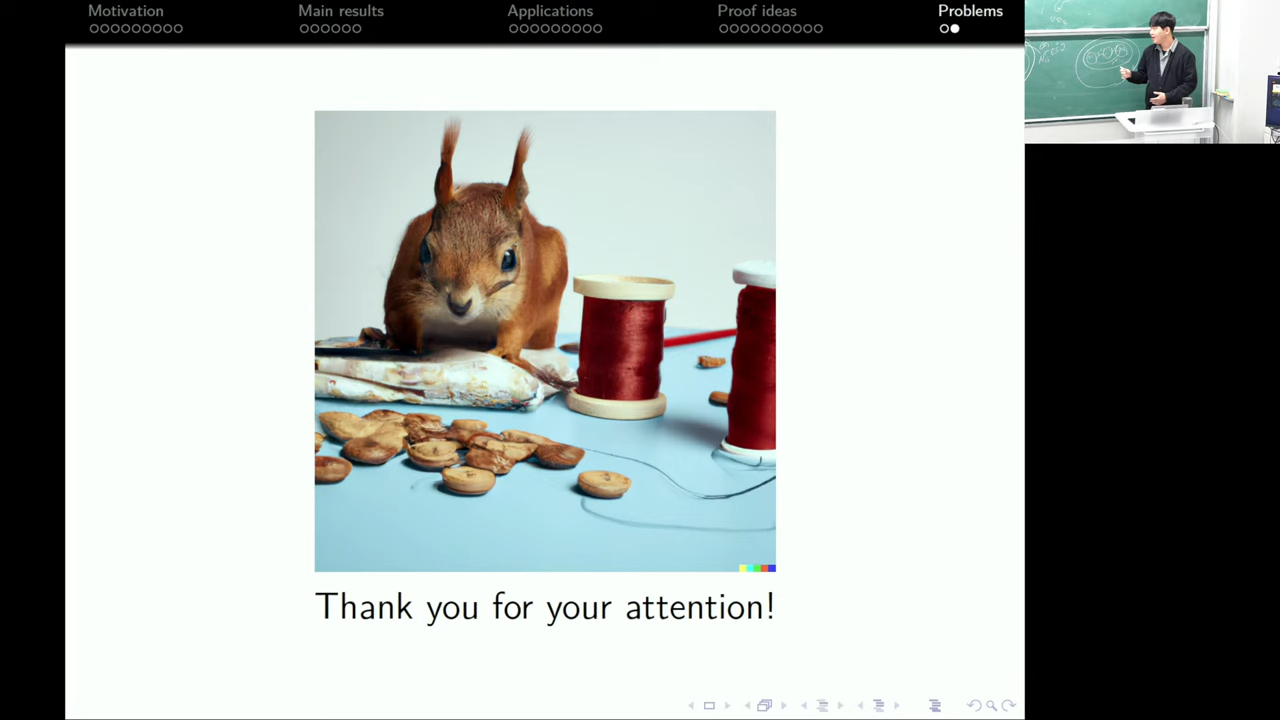 Motivation
Main results
Applications
Proof ideas
Problems
Thank you for your attention!